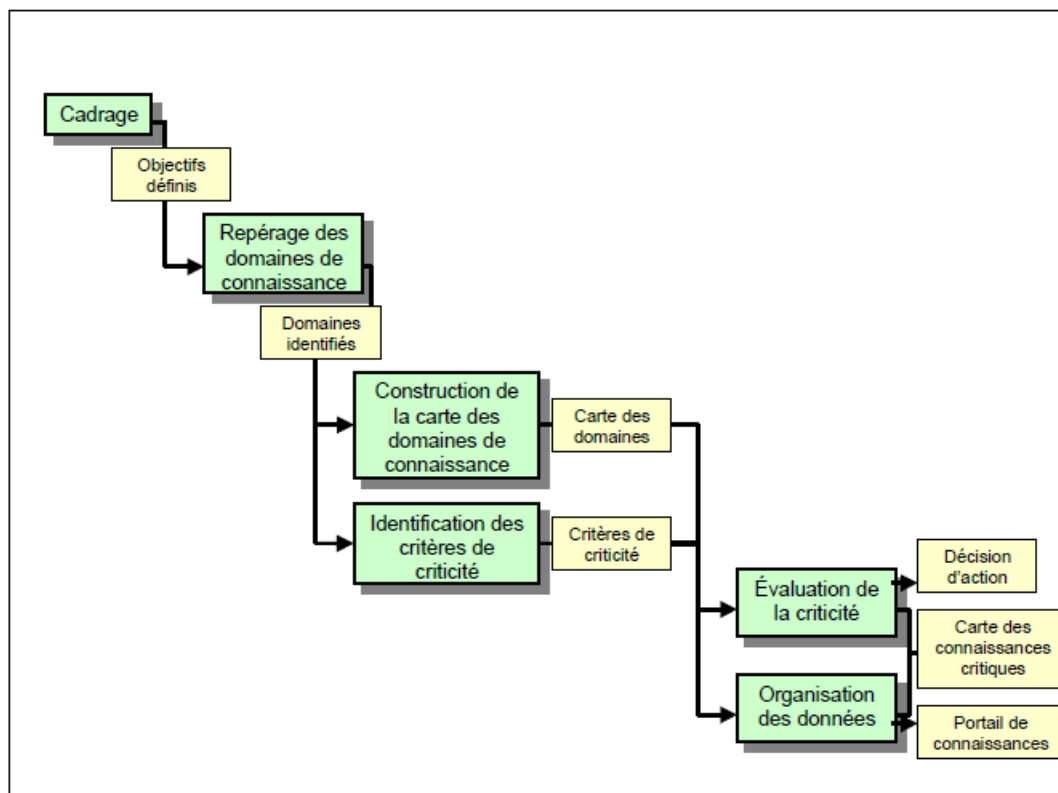 Cadrage
Objectifs
définis
Repérage des
domaines de
connaissance
Domaines
identifiés
Construction de
la carte des
domaines de
connaissance
Carte des
domaines
Identification des
critères de
criticité
Critères de
criticité
Évaluation de
la criticité
Décision
d'action
Carte des
connaissances
critiques
Organisation
des données
Portail de
connaissances